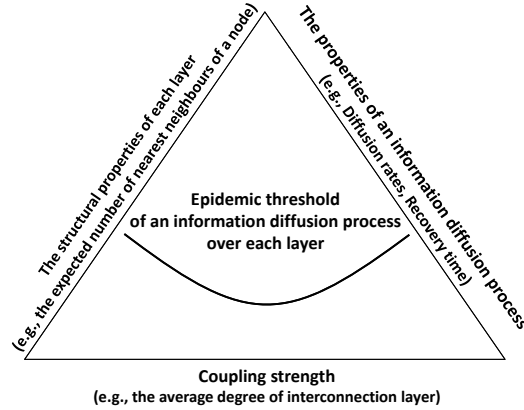 The structural properties of each layer
(e.g., the expected number of nearest neighbours of a node)
The properties of an information diffusion process
(e.g., Diffusion rates, Recovery time)
Epidemic threshold
of an information diffusion process
over each layer
Coupling strength
(e.g., the average degree of interconnection layer)